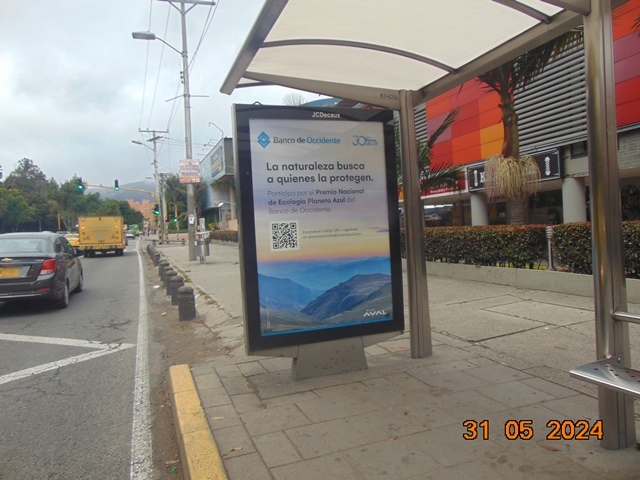 JCDecaux
Banco de Occidente
La naturaleza busca
a quienes la protegen.
Participa por el Premio Nacional
de Ecología Planeta Azul del
Banco de Occidente.
AVAL
31 05 2024